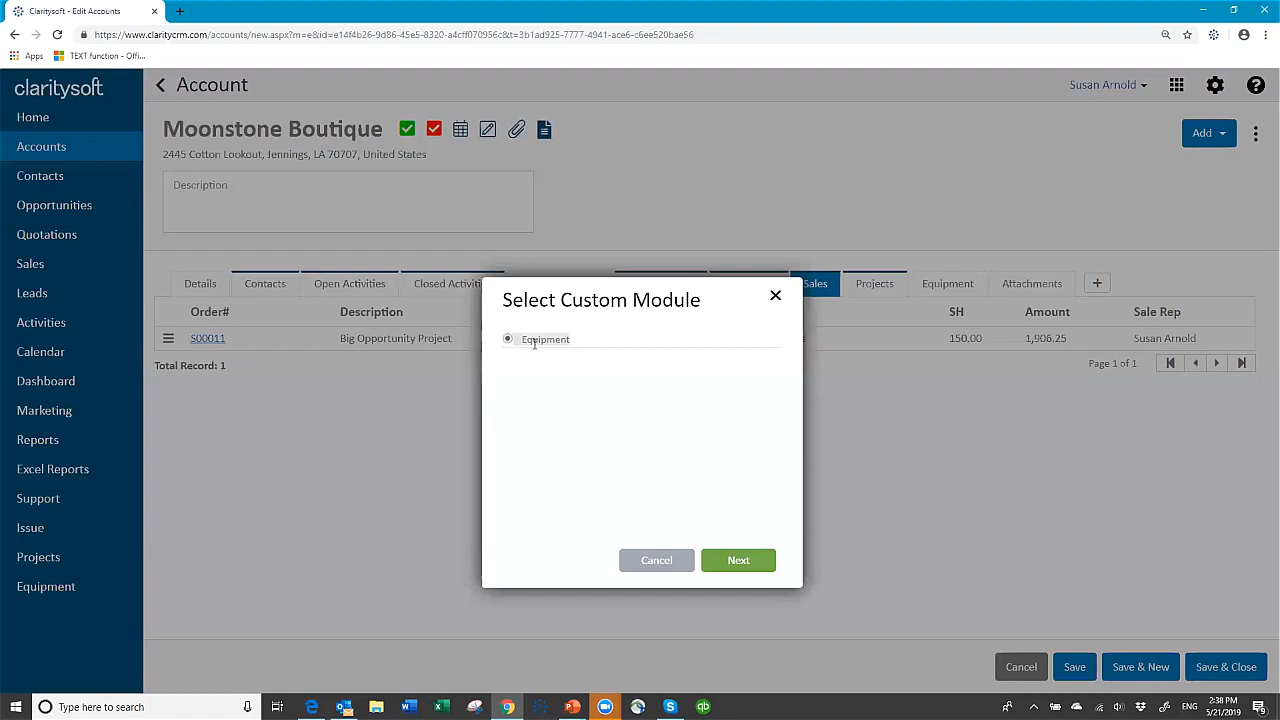 Claritysoft - Edit Accounts
https://www.claritycrm.com/accounts/new.aspx?m=e&id=e14f4b26-9d86-45e5-8320-a4cff070956c&t=3b1ad925-7777-4941-ace6-c6ee520bae56
Apps
TEXT function - Offi...
claritysoft
Account
Susan Arnold
Home
Accounts
Contacts
Opportunities
Quotations
Sales
Leads
Activities
Calendar
Dashboard
Marketing
Reports
Excel Reports
Support
Issue
Projects
Equipment
Moonstone Boutique
Add
2445 Cotton Lookout, Jennings, LA 70707, United States
Description
Details
Contacts
Open Activities
Closed Activiti
Sales
Projects
Equipment
Attachments
Order#
Description
SH
Amount
Sale Rep
S00011
Big Opportunity Project
150.00
1,906.25
Susan Arnold
Total Record: 1
Page 1 of 1
Select Custom Module
Equipment
Cancel
Next
Cancel
Save
Save & New
Save & Close
Type here to search
ENG
2:38 PM
5/21/2019